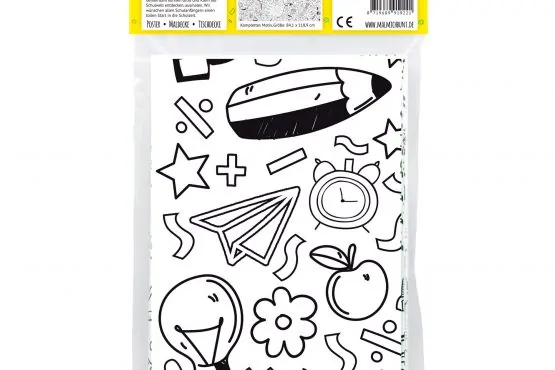 Schulwelt entdecken, ausmalen. Wir
wünschen allen Schulanfängern einen
tollen Start in die Schulzeit.
Poster • Maldecke • Tischdecke
Komplettes Motiv, Größe: 84,1 x 118,9 cm
CE
www.malmichbunt.de